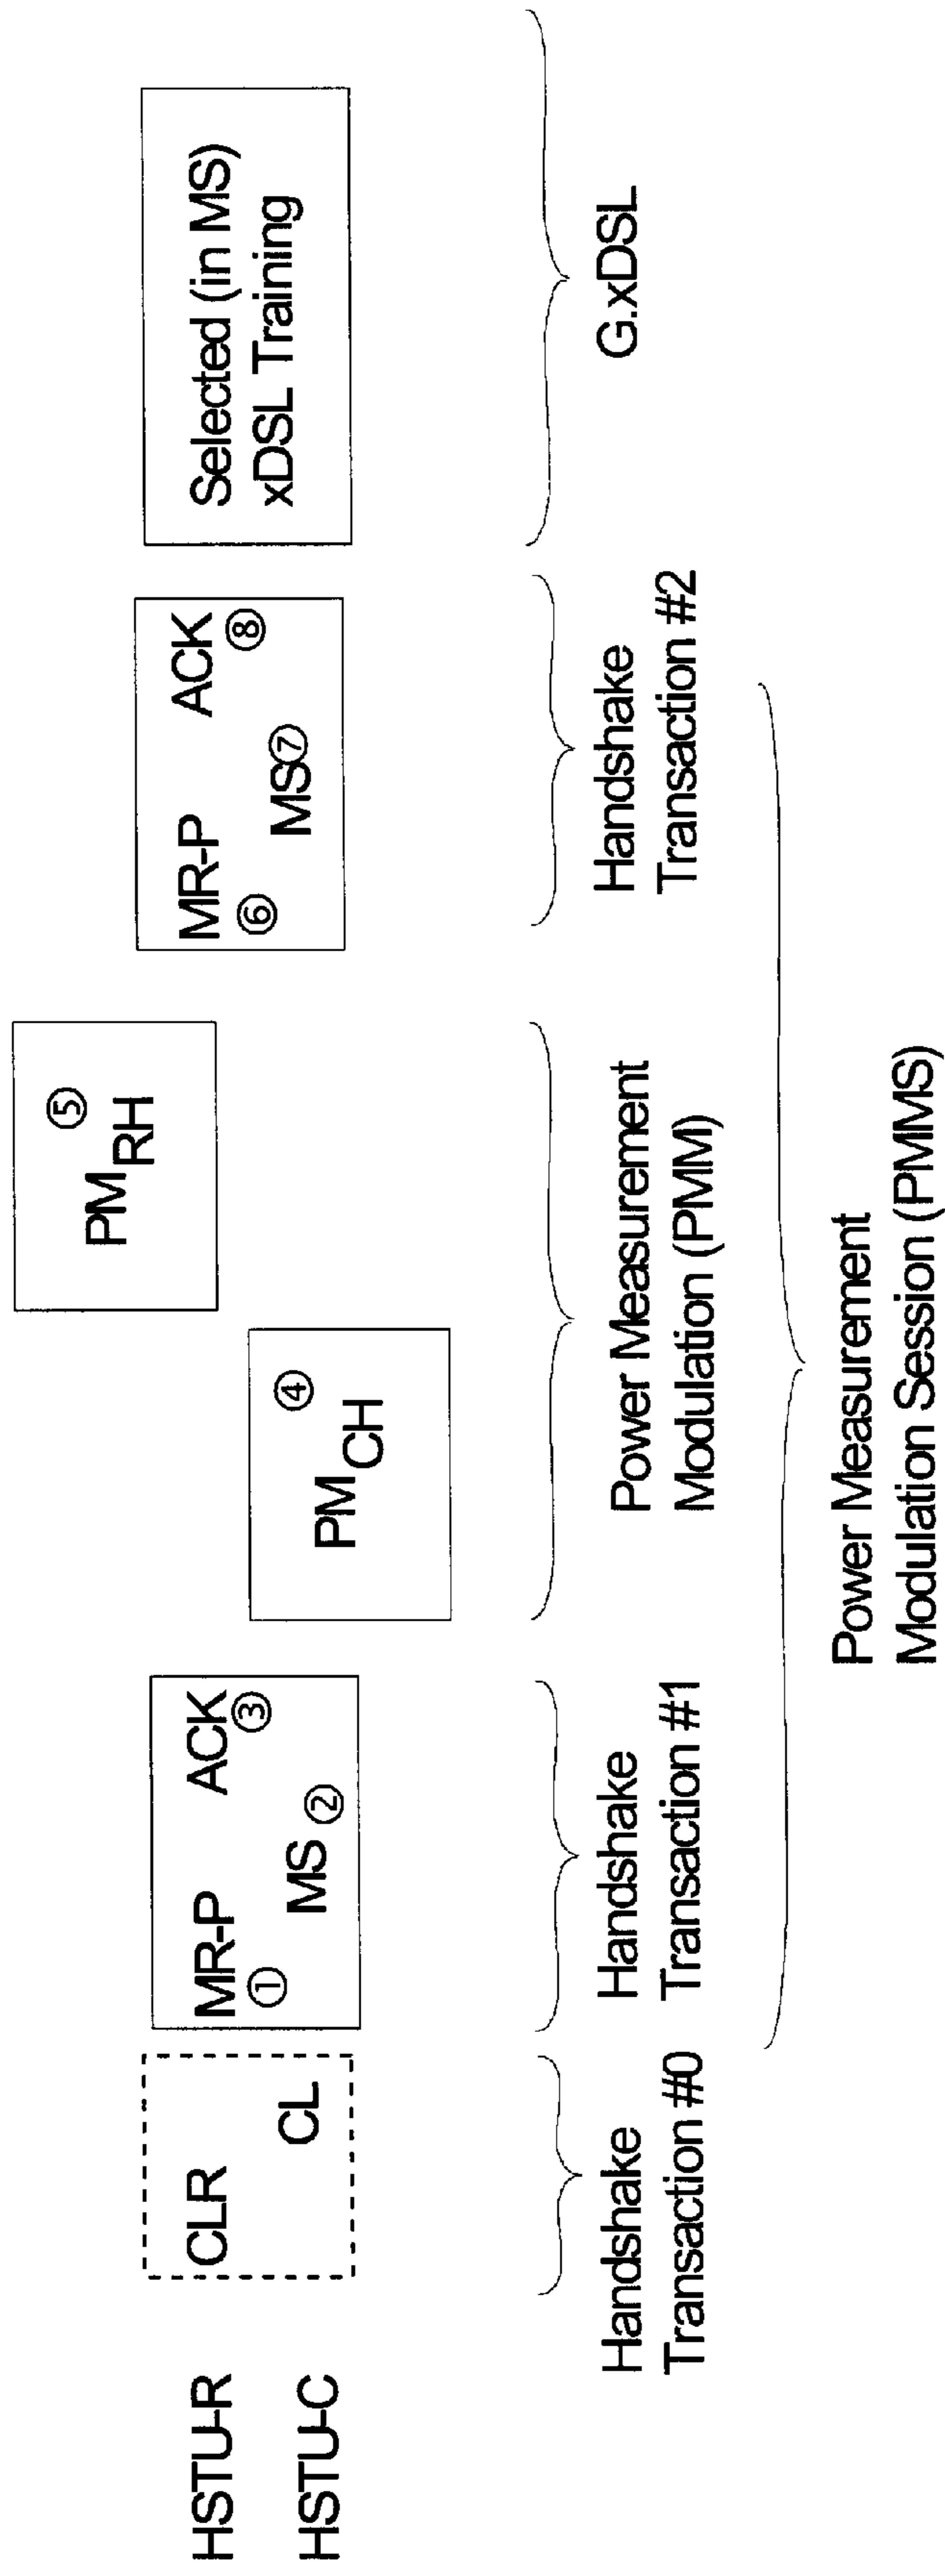 HSTU-R
HSTU-C
CLR
CL
MR-P
①
MS ②
ACK
③
PM CH
④
PM RH
⑤
MR-P
⑥
MS⑦
ACK
⑧
Selected (in MS)
xDSL Training
Handshake
Transaction #0
Handshake
Transaction #1
Power Measurement
Modulation (PMM)
Handshake
Transaction #2
G.xDSL
Power Measurement
Modulation Session (PMMS)